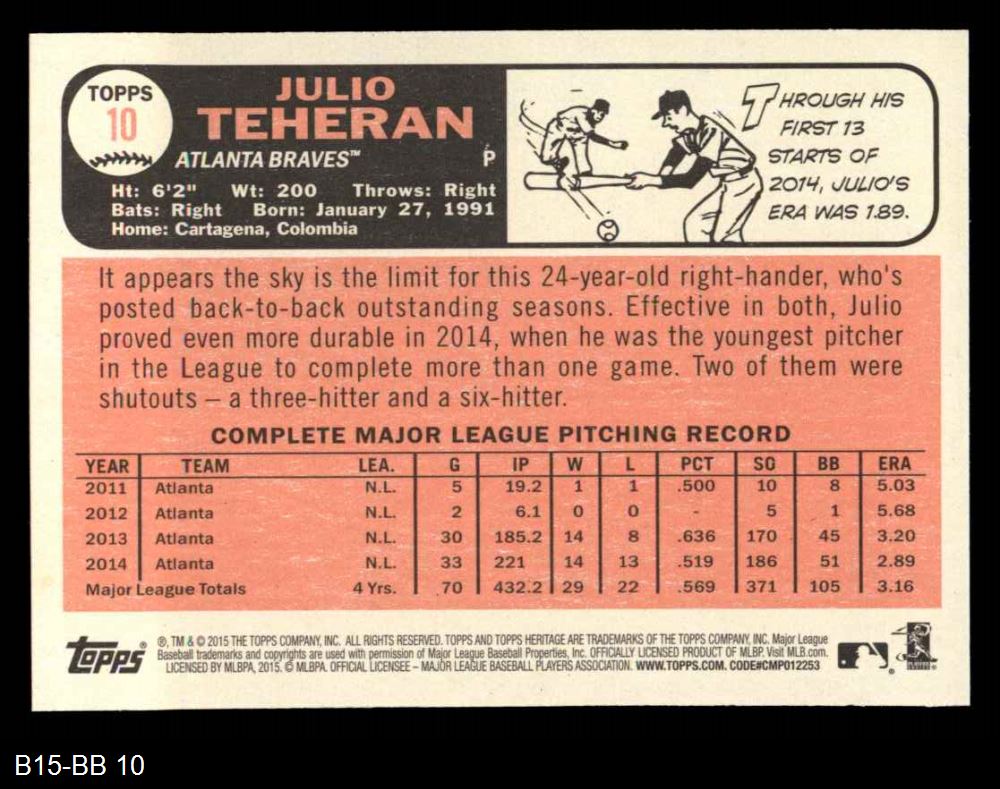 TOPPS
10
JULIO
TEHERAN
ATLANTA BRAVES™ P
Ht: 6'2" Wt: 200 Throws: Right
Bats: Right Born: January 27, 1991
Home: Cartagena, Colombia
THROUGH HIS
FIRST 13
STARTS OF
2014, JULIO'S
ERA WAS 1.89.
It appears the sky is the limit for this 24-year-old right-hander, who's
posted back-to-back outstanding seasons. Effective in both, Julio
proved even more durable in 2014, when he was the youngest pitcher
in the League to complete more than one game. Two of them were
shutouts – a three-hitter and a six-hitter.
COMPLETE MAJOR LEAGUE PITCHING RECORD
YEAR TEAM LEA. G IP W L PCT SO BB ERA
2011 Atlanta N.L. 5 19.2 1 1 .500 10 8 5.03
2012 Atlanta N.L. 2 6.1 0 0 - 5 1 5.68
2013 Atlanta N.L. 30 185.2 14 8 .636 170 45 3.20
2014 Atlanta N.L. 33 221 14 13 .519 186 51 2.89
Major League Totals 4 Yrs. 70 432.2 29 22 .569 371 105 3.16
Topps®
®, TM & © 2015 THE TOPPS COMPANY, INC. ALL RIGHTS RESERVED. TOPPS AND TOPPS HERITAGE ARE TRADEMARKS OF THE TOPPS COMPANY, INC. Major League
Baseball trademarks and copyrights are used with permission of Major League Baseball Properties, Inc. OFFICIALLY LICENSED PRODUCT OF MLBP. Visit MLB.com.
LICENSED BY MLBPA, 2015. © MLBPA. OFFICIAL LICENSEE – MAJOR LEAGUE BASEBALL PLAYERS ASSOCIATION. WWW.TOPPS.COM. CODE#CMP012253
B15-BB 10